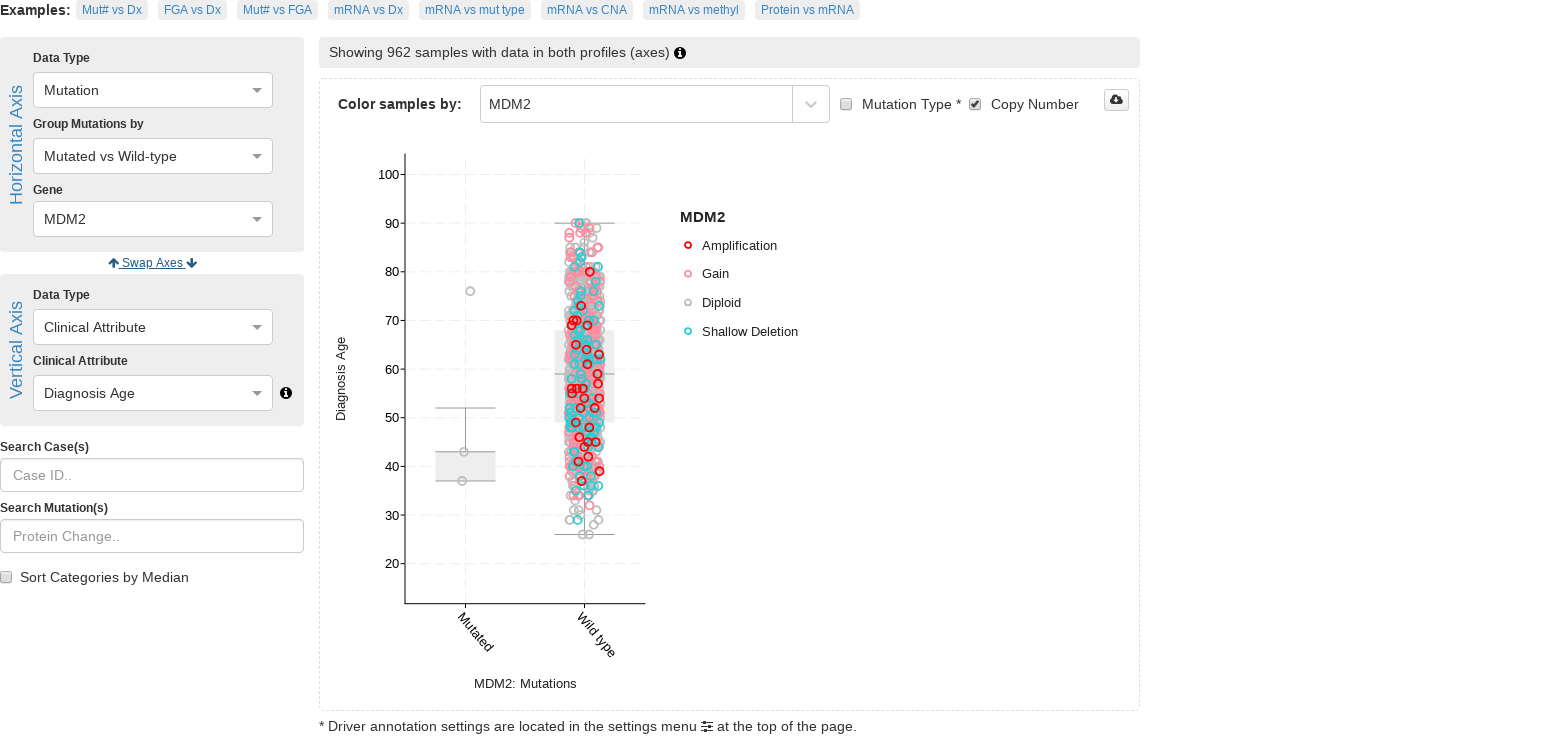 Examples: Mut# vs Dx FGA vs Dx Mut# vs FGA mRNA vs Dx mRNA vs mut type mRNA vs CNA mRNA vs methyl Protein vs mRNA
Horizontal Axis
Data Type
Mutation
Group Mutations by
Mutated vs Wild-type
Gene
MDM2
Swap Axes
Vertical Axis
Data Type
Clinical Attribute
Clinical Attribute
Diagnosis Age
Search Case(s)
Case ID..
Search Mutation(s)
Protein Change..
Sort Categories by Median
Showing 962 samples with data in both profiles (axes)
Color samples by: MDM2 Mutation Type * Copy Number
Diagnosis Age
100
90
80
70
60
50
40
30
20
Mutated
Wild type
MDM2: Mutations
MDM2
Amplification
Gain
Diploid
Shallow Deletion
* Driver annotation settings are located in the settings menu at the top of the page.